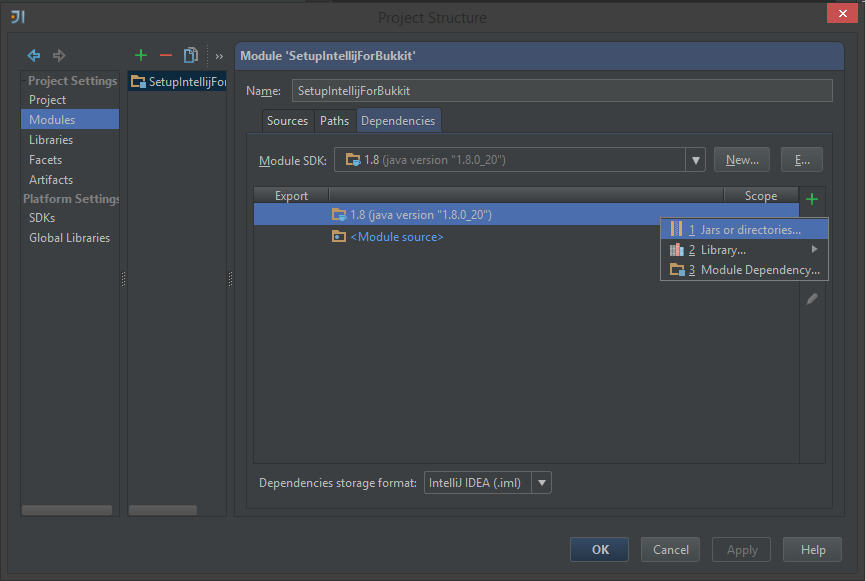 Project Structure
Project Settings
Project
Modules
Libraries
Facets
Artifacts
Platform Settings
SDKs
Global Libraries
»
SetupIntellijFor
Module 'SetupIntellijForBukkit'
Name: SetupIntellijForBukkit
Sources Paths Dependencies
Module SDK: 1.8 (java version "1.8.0_20") New... E...
Export Scope
1.8 (java version "1.8.0_20")
<Module source>
1 Jars or directories...
2 Library...
3 Module Dependency...
Dependencies storage format: IntelliJ IDEA (.iml)
OK Cancel Apply Help